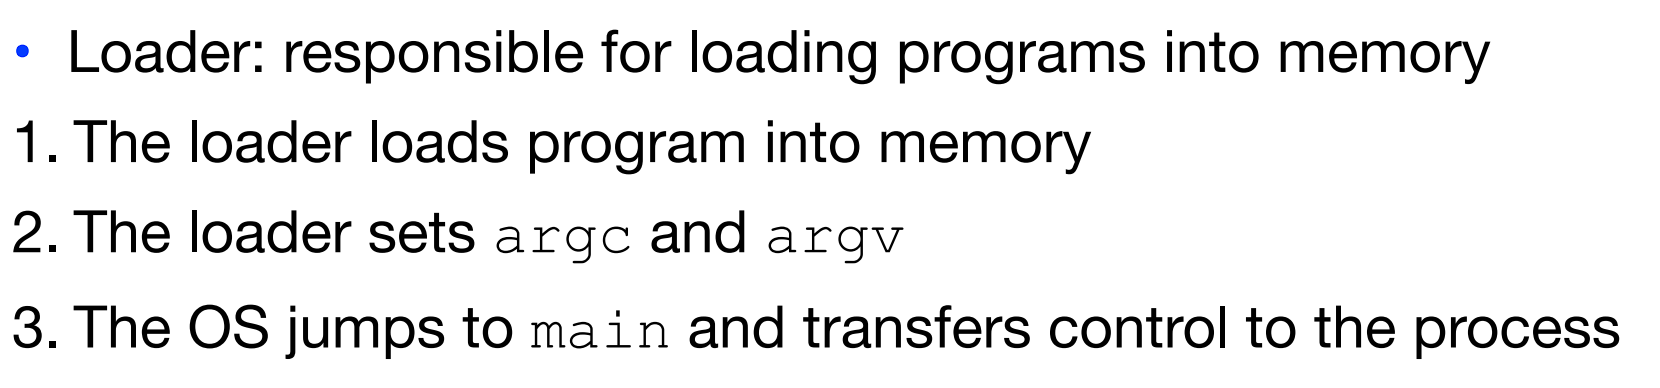 • Loader: responsible for loading programs into memory
1. The loader loads program into memory
2. The loader sets argc and argv
3. The OS jumps to main and transfers control to the process